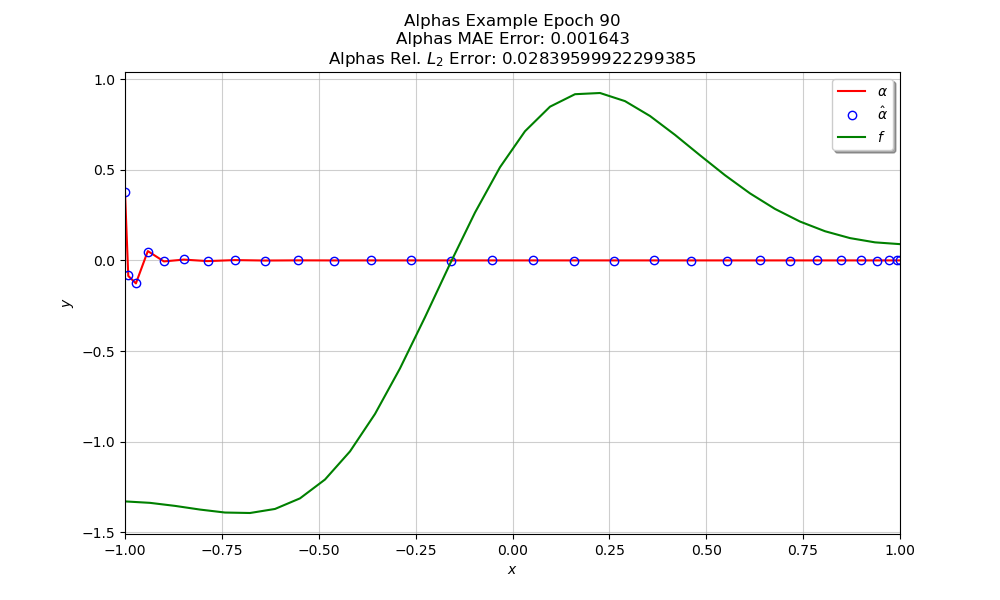 Alphas Example Epoch 90
Alphas MAE Error: 0.001643
Alphas Rel. L₂ Error: 0.02839599922299385
α
α̂
f
1.0
0.5
0.0
−0.5
−1.0
−1.5
y
−1.00 −0.75 −0.50 −0.25 0.00 0.25 0.50 0.75 1.00
x